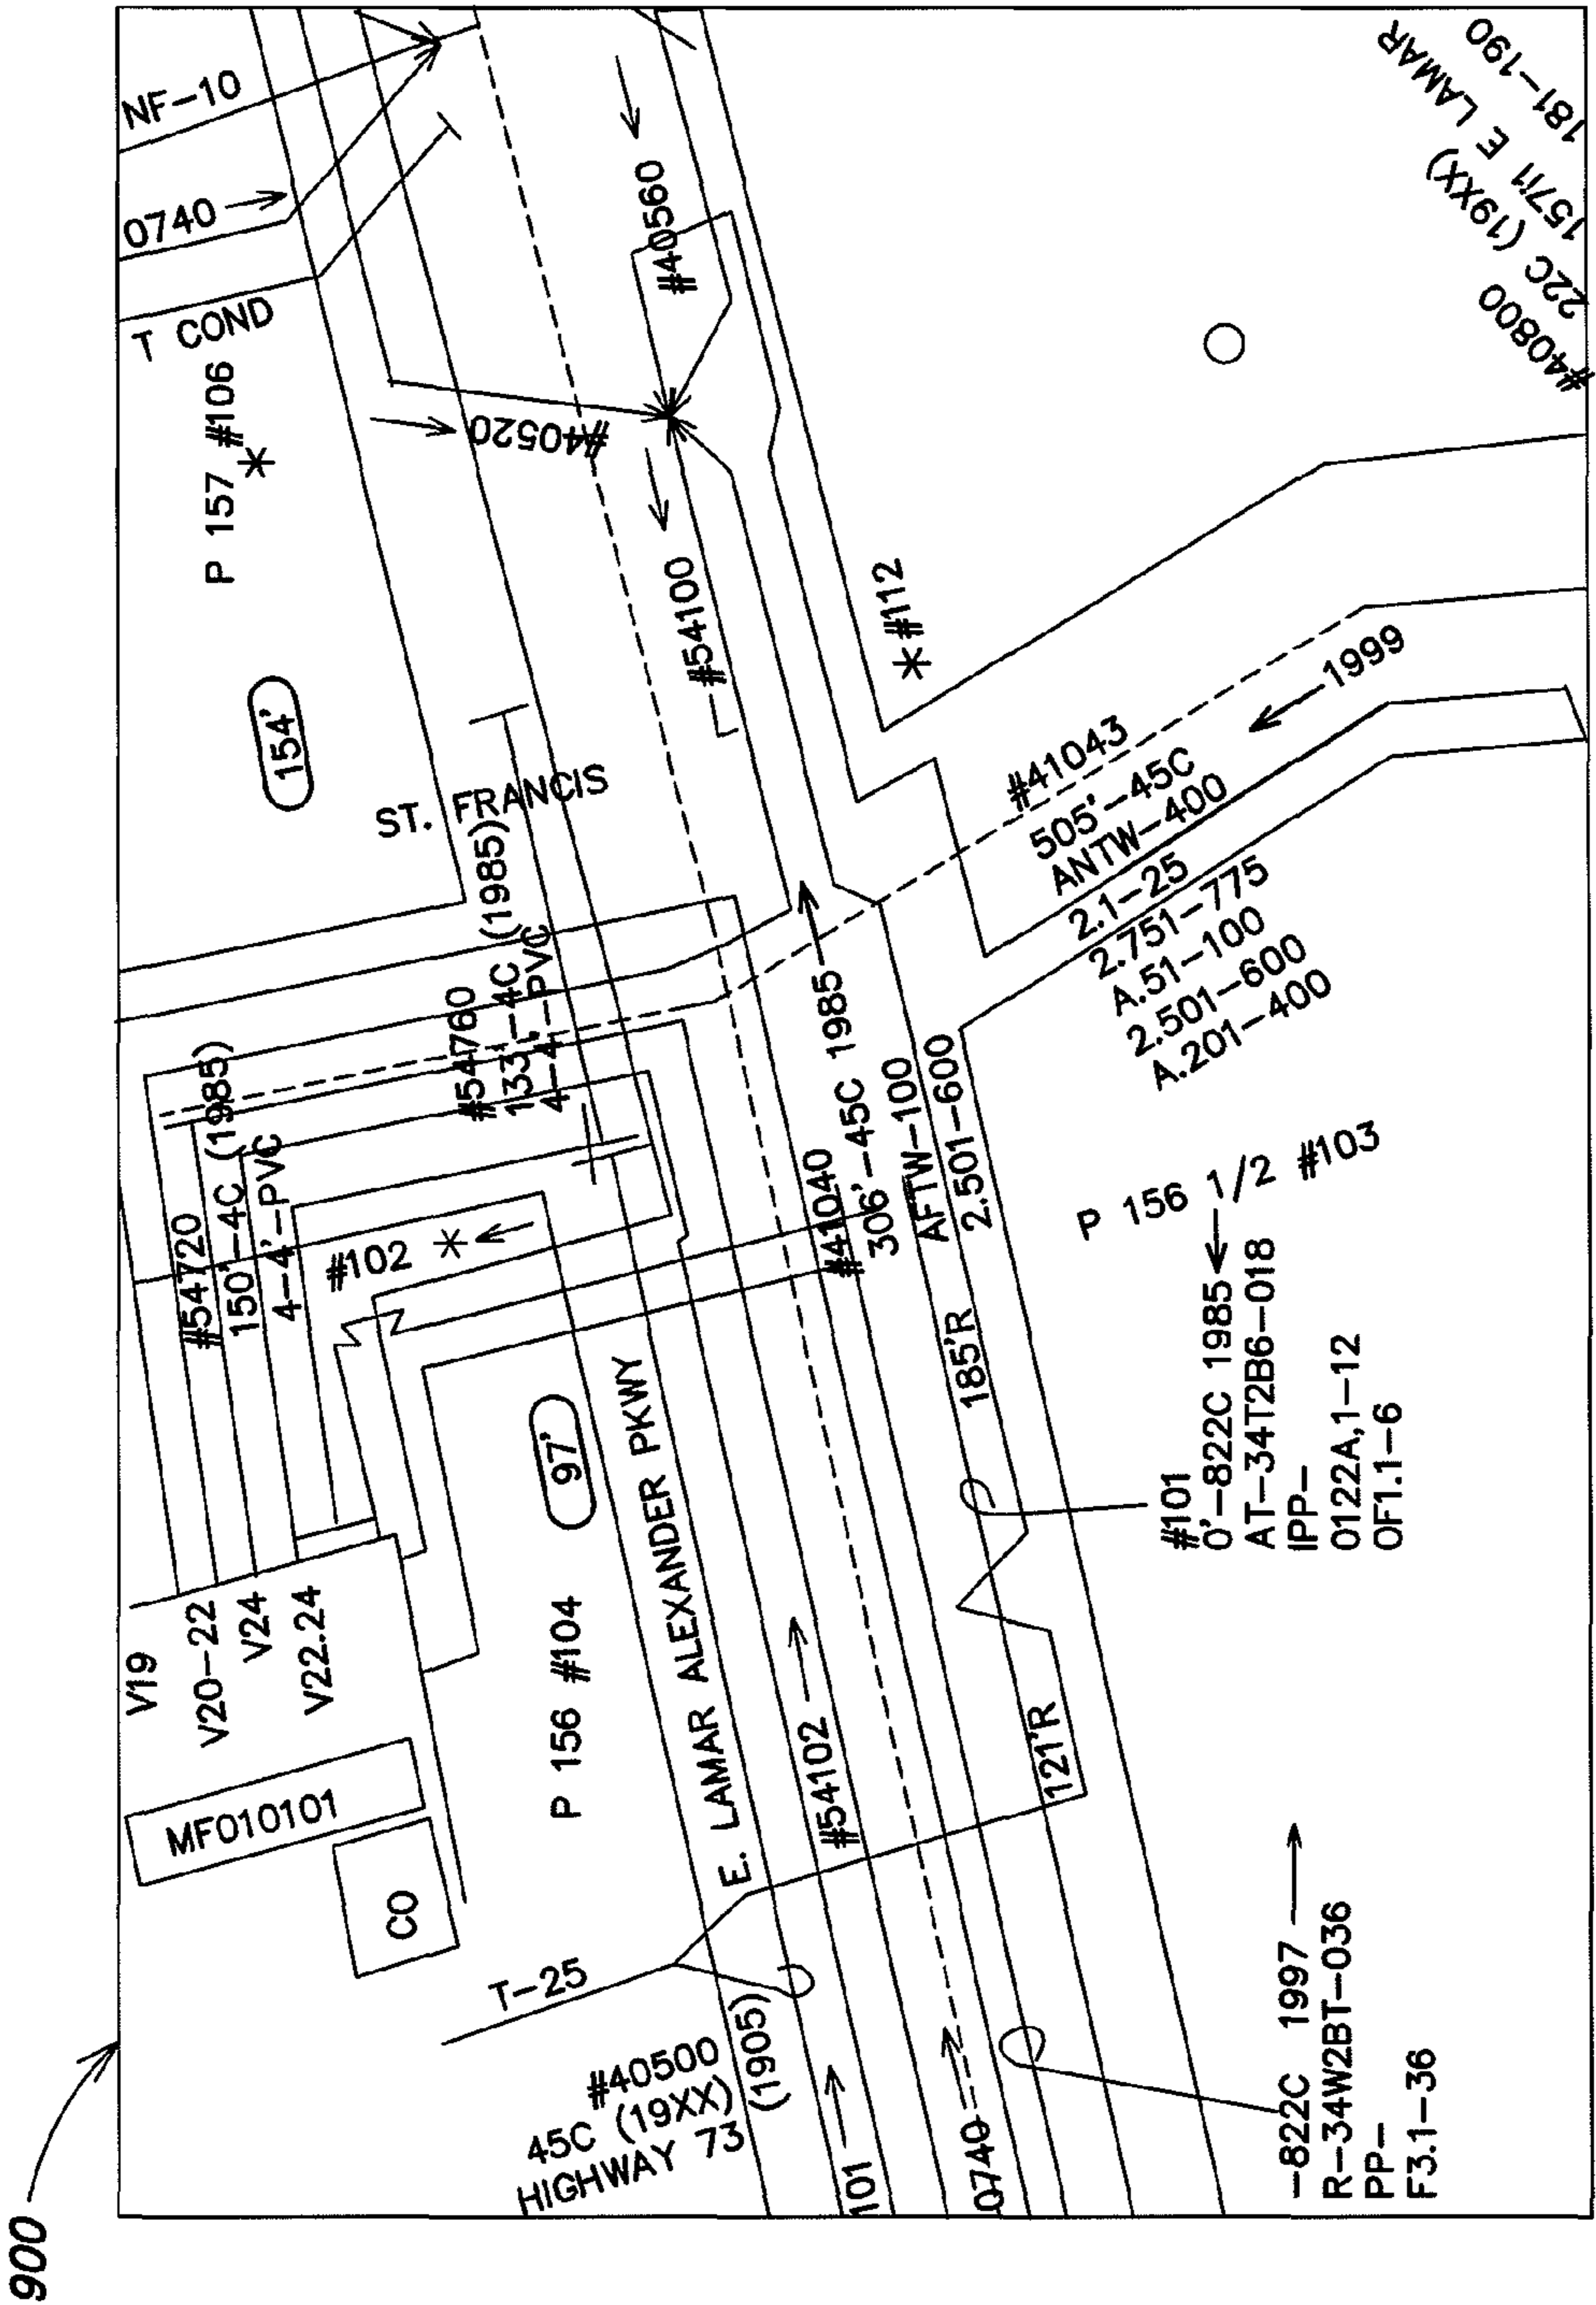 900
V19
V20-22
V24
V22.24
MF010101
CO
#54720
150'-4C (1985)
4-4'-PVC
#102
154'
P 157 #106
T COND
0740
NF-10
ST. FRANCIS
#54760
133'-4C (1985)
4-4'-PVC
97'
P 156 #104
E. LAMAR ALEXANDER PKWY
T-25
#40500
45C (19XX)
HIGHWAY 73
(1905)
101
0740
#54102
#40520
#40560
#54100
#112
#41040
306'-45C 1985
AFTW-100
2.501-600
185'R
121'R
#41043
505'-45C
ANTW-400
2.1-25
2.751-775
A.51-100
2.501-600
A.201-400
1999
P 156 1/2 #103
#101
0'-822C 1985
AT-34T2B6-018
IPP-
0122A,1-12
OF1.1-6
-822C 1997
R-34W2BT-036
PP-
F3.1-36
#40800
22C (19XX) E LAMAR
157/1
181-190